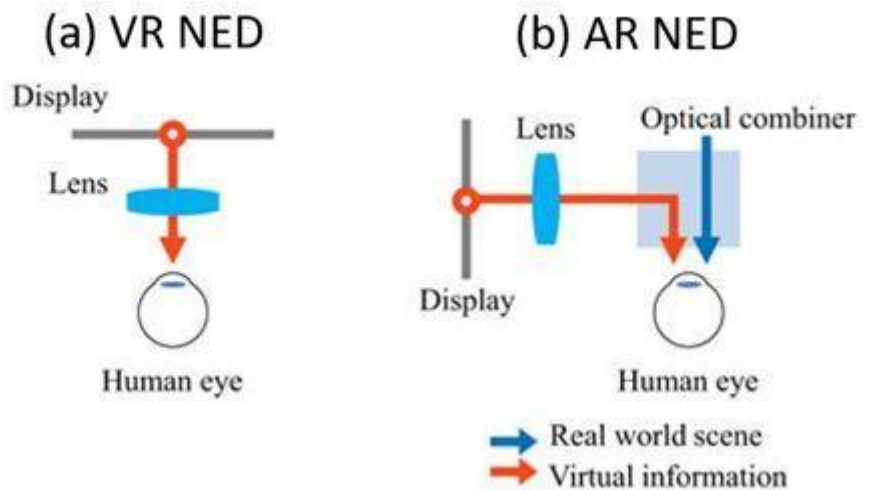 (a) VR NED
Display
Lens
Human eye
(b) AR NED
Lens
Optical combiner
Display
Human eye
Real world scene
Virtual information